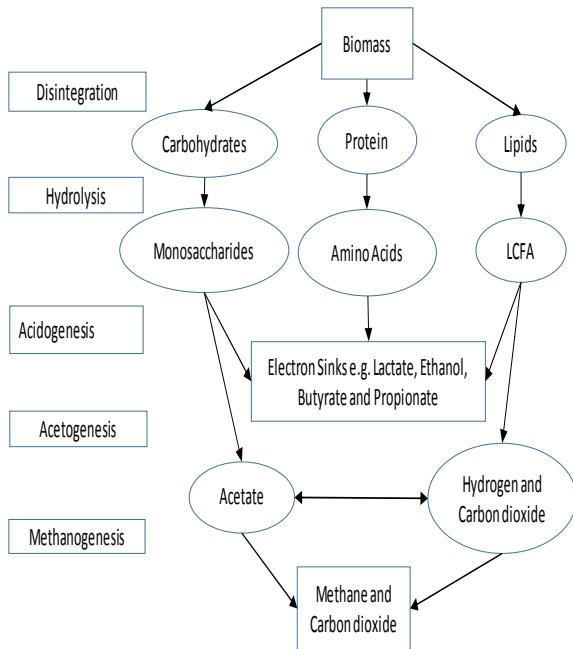 Biomass
Disintegration
Carbohydrates
Protein
Lipids
Hydrolysis
Monosaccharides
Amino Acids
LCFA
Acidogenesis
Electron Sinks e.g. Lactate, Ethanol,
Butyrate and Propionate
Acetogenesis
Acetate
Hydrogen and
Carbon dioxide
Methanogenesis
Methane and
Carbon dioxide